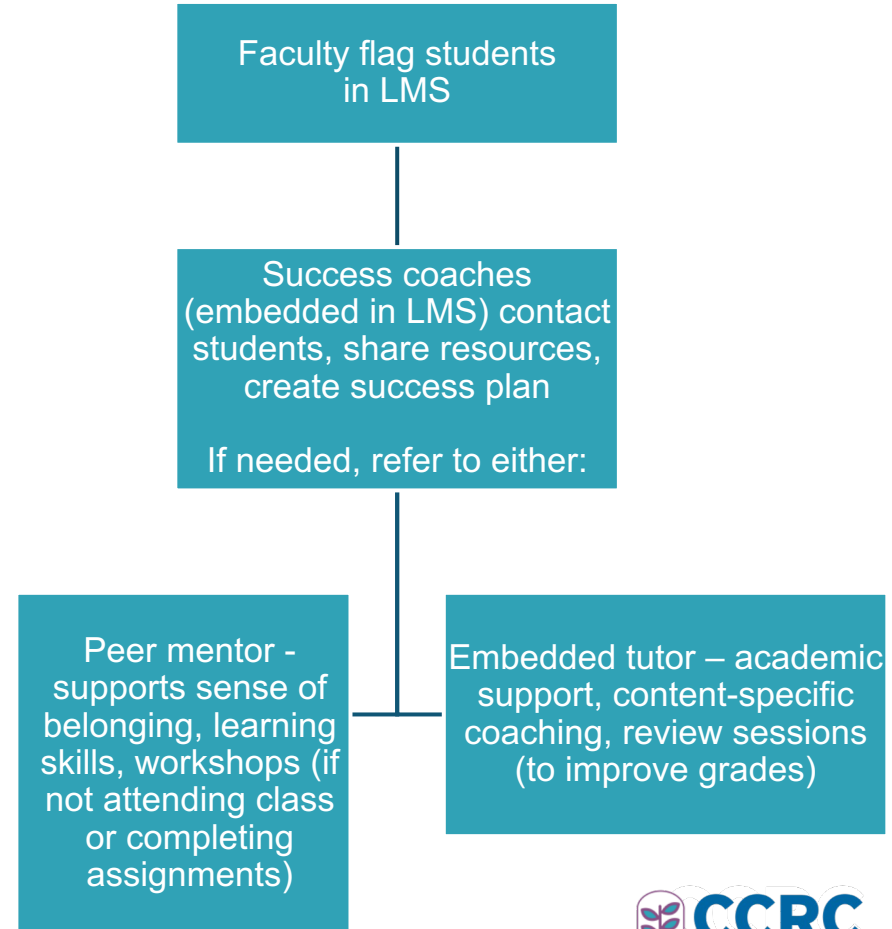 Faculty flag students
in LMS
Success coaches
(embedded in LMS) contact
students, share resources,
create success plan
If needed, refer to either:
Peer mentor -
supports sense of
belonging, learning
skills, workshops (if
not attending class
or completing
assignments)
Embedded tutor – academic
support, content-specific
coaching, review sessions
(to improve grades)
CCRC